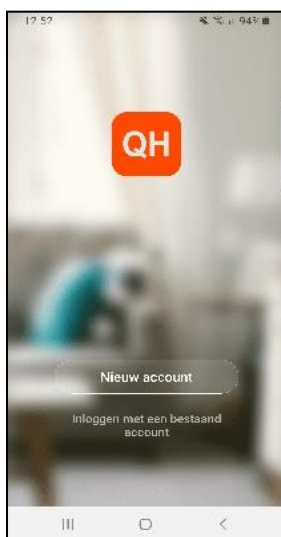 12:52
94%
QH
Nieuw account
Inloggen met een bestaand
account